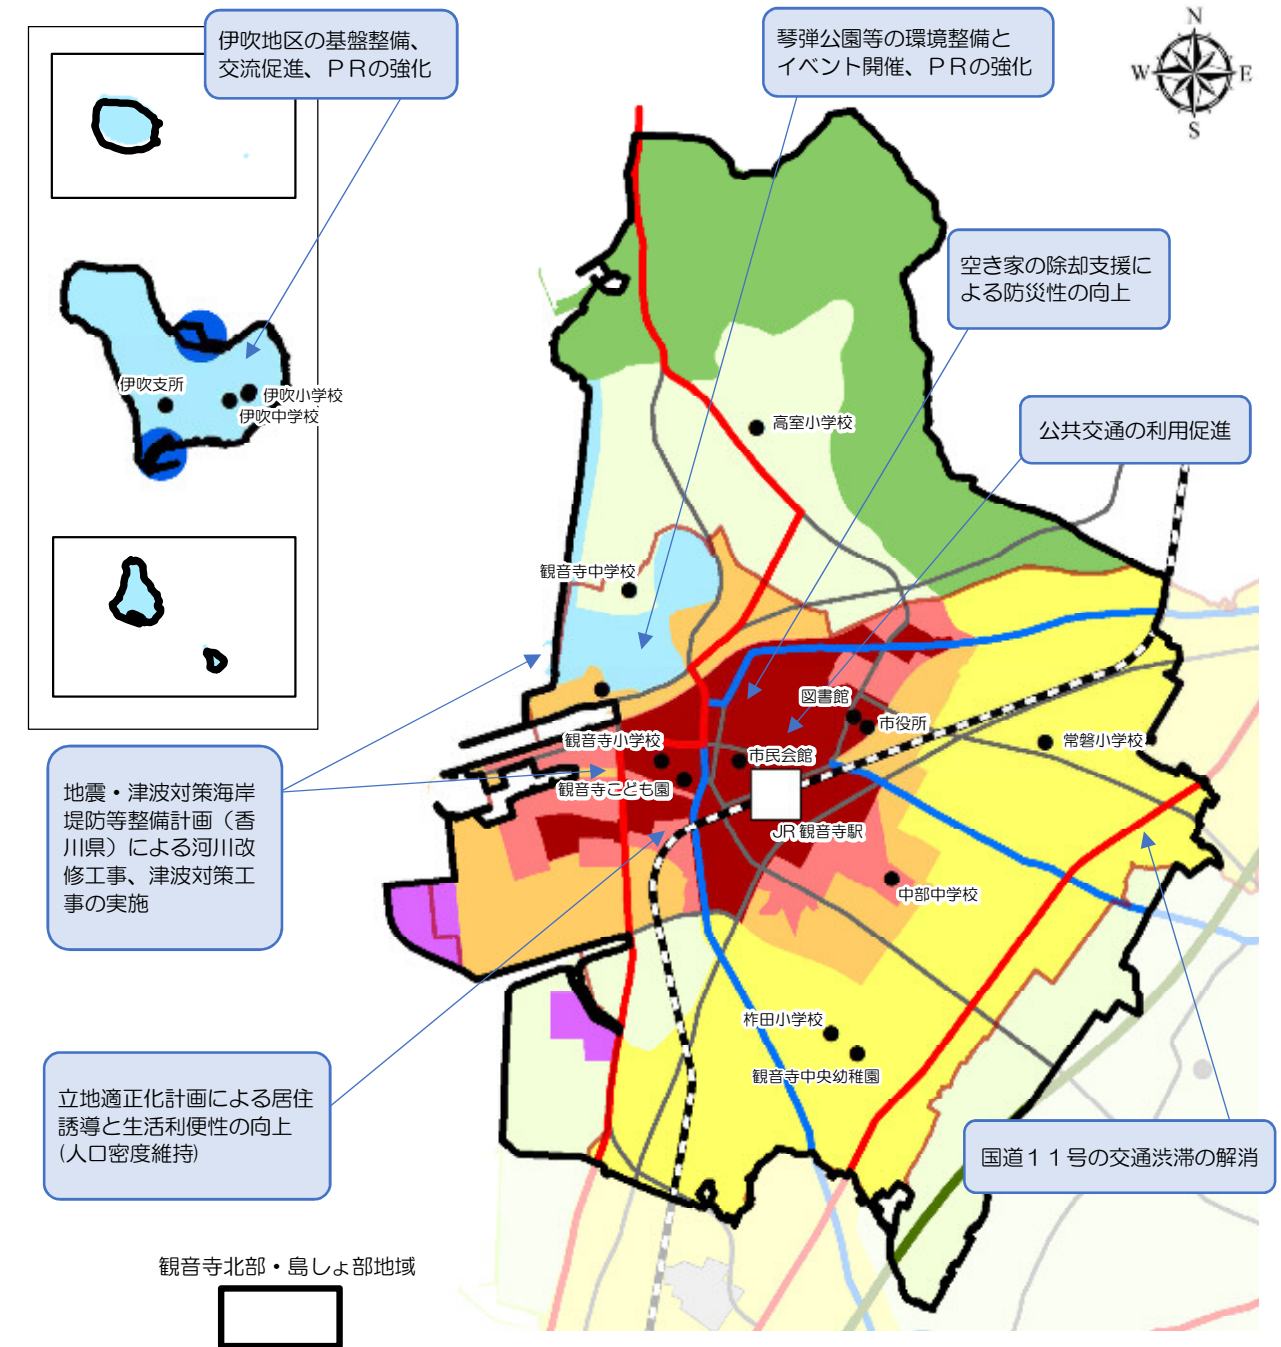 伊吹地区の基盤整備、
交流促進、ＰＲの強化
琴弾公園等の環境整備と
イベント開催、ＰＲの強化
N
W
E
S
空き家の除却支援に
よる防災性の向上
公共交通の利用促進
伊吹支所
伊吹小学校
伊吹中学校
高室小学校
観音寺中学校
図書館
市役所
観音寺小学校
市民会館
常磐小学校
観音寺こども園
JR 観音寺駅
中部中学校
地震・津波対策海岸
堤防等整備計画（香
川県）による河川改
修工事、津波対策工
事の実施
柞田小学校
観音寺中央幼稚園
立地適正化計画による居住
誘導と生活利便性の向上
(人口密度維持)
国道１１号の交通渋滞の解消
観音寺北部・島しょ部地域